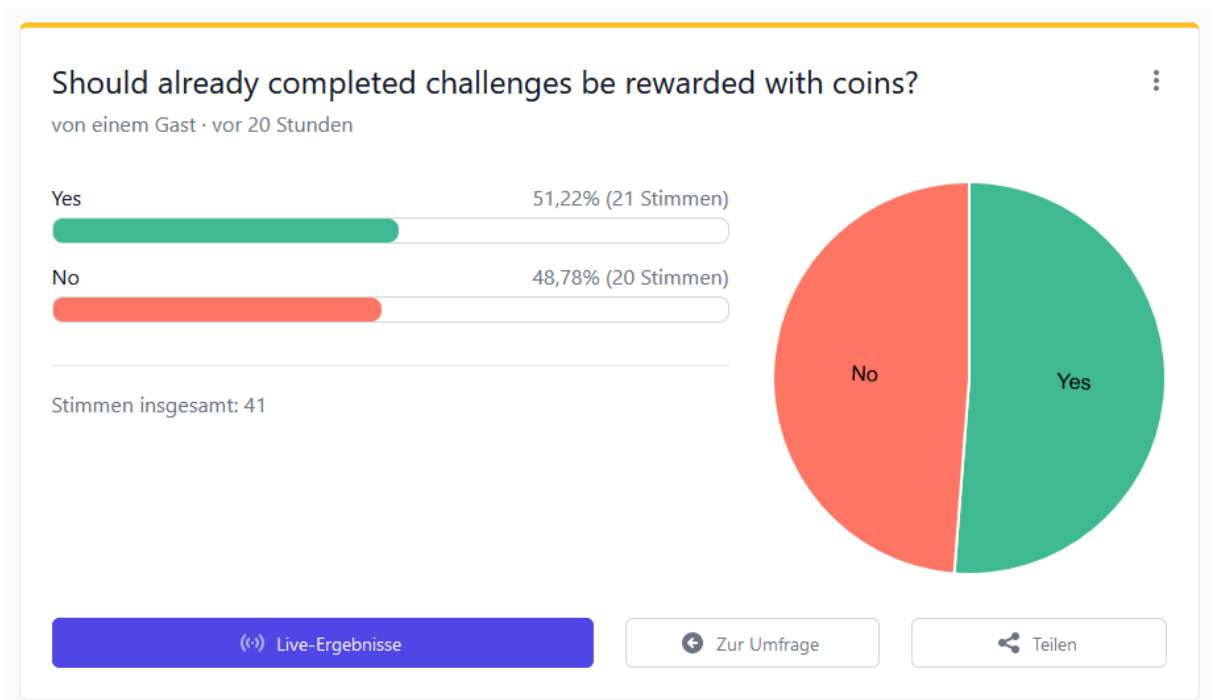 Should already completed challenges be rewarded with coins?
von einem Gast · vor 20 Stunden
Yes 51,22% (21 Stimmen)
No 48,78% (20 Stimmen)
Stimmen insgesamt: 41
No
Yes
Live-Ergebnisse
Zur Umfrage
Teilen